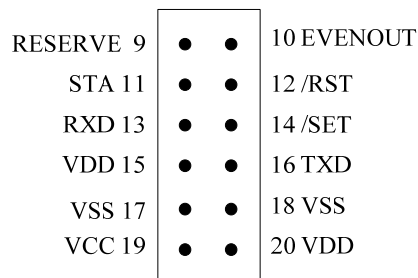 RESERVE 9 10 EVENOUT
STA 11 12 /RST
RXD 13 14 /SET
VDD 15 16 TXD
VSS 17 18 VSS
VCC 19 20 VDD